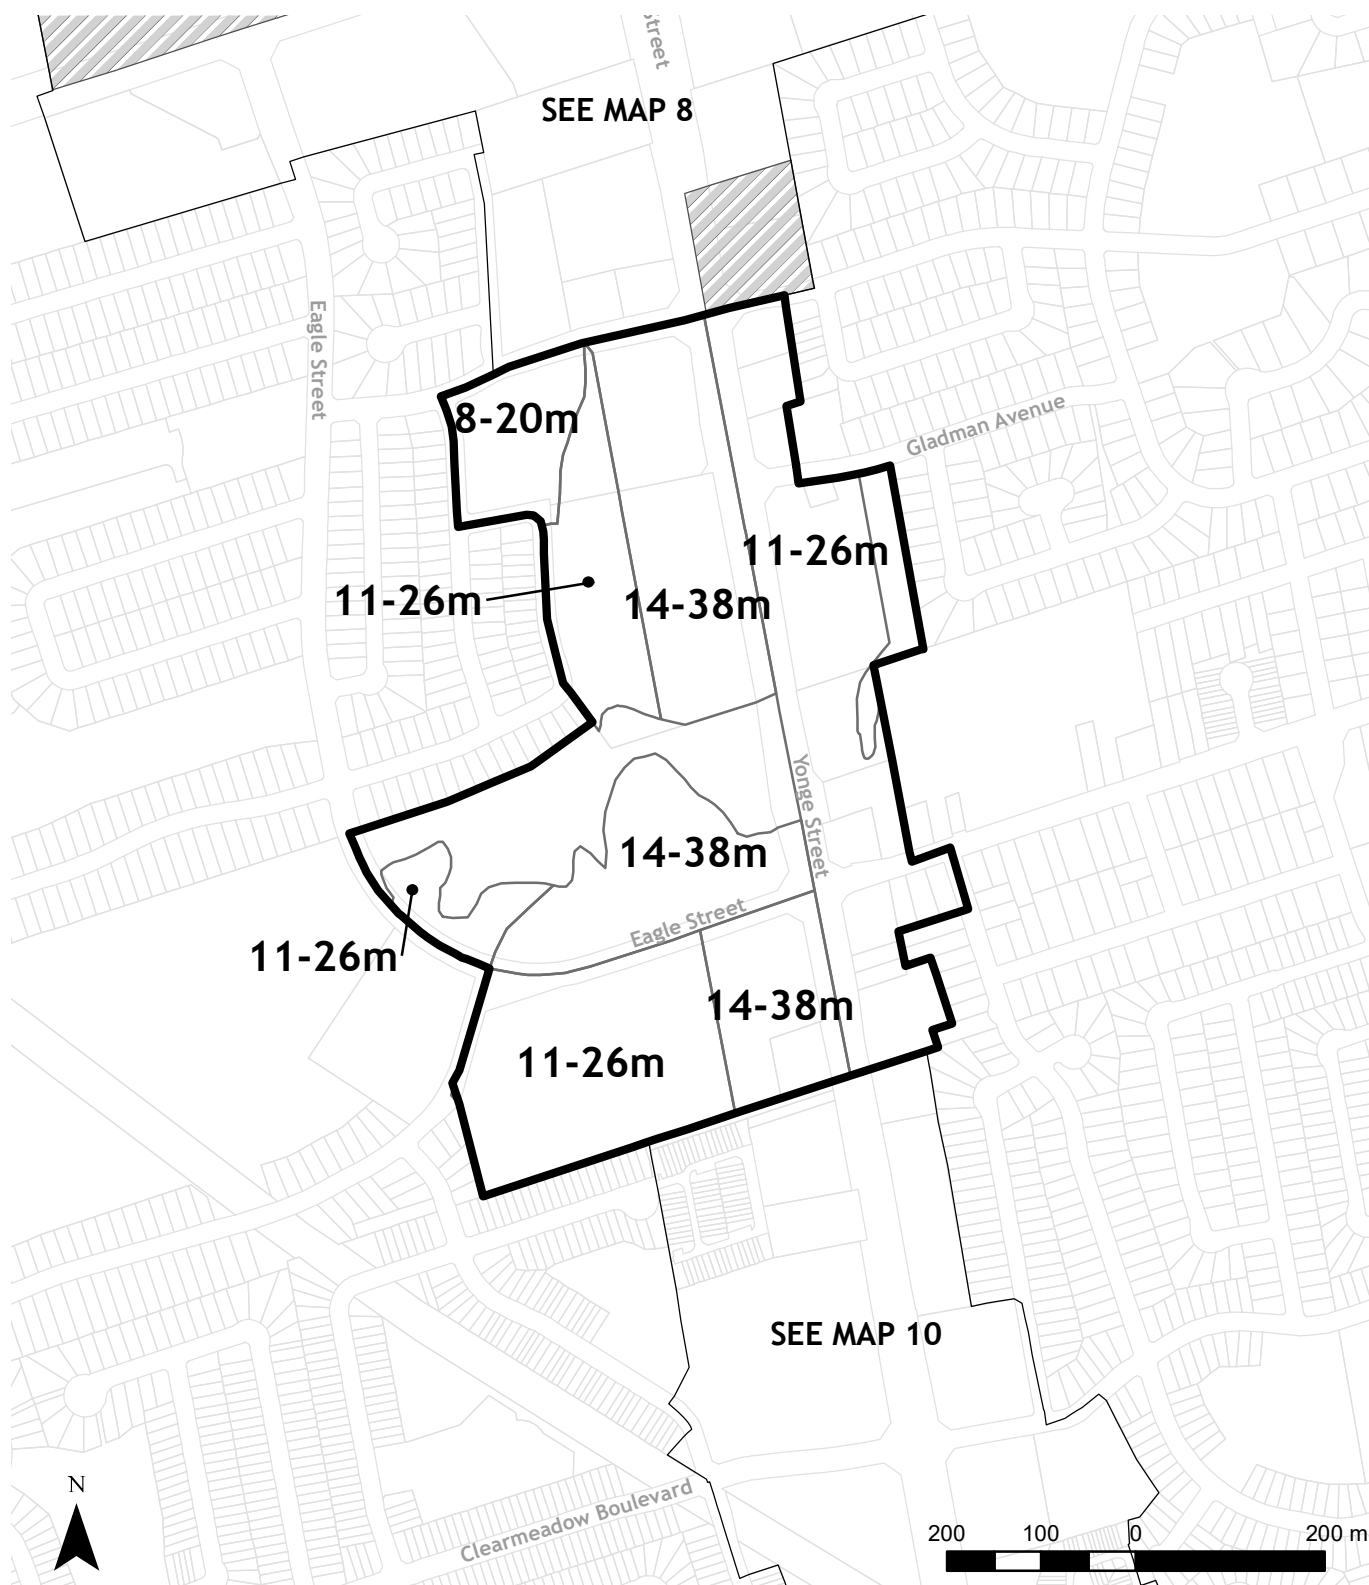 Street
SEE MAP 8
Eagle Street
8-20m
Gladman Avenue
11-26m
11-26m
14-38m
Yonge Street
14-38m
Eagle Street
11-26m
14-38m
11-26m
SEE MAP 10
N
Clearmeadow Boulevard
200 100 0 200 m